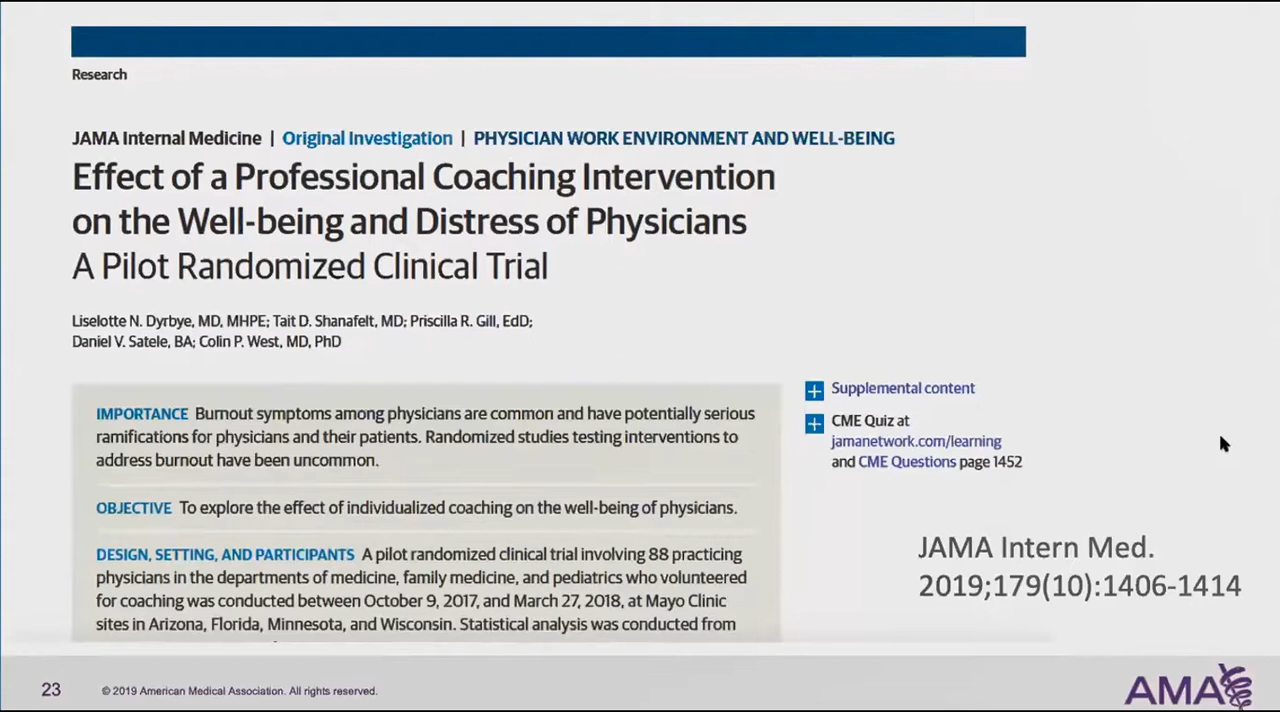 Research
JAMA Internal Medicine | Original Investigation | PHYSICIAN WORK ENVIRONMENT AND WELL-BEING
Effect of a Professional Coaching Intervention
on the Well-being and Distress of Physicians
A Pilot Randomized Clinical Trial
Liselotte N. Dyrbye, MD, MHPE; Tait D. Shanafelt, MD; Priscilla R. Gill, EdD;
Daniel V. Satele, BA; Colin P. West, MD, PhD
IMPORTANCE Burnout symptoms among physicians are common and have potentially serious
ramifications for physicians and their patients. Randomized studies testing interventions to
address burnout have been uncommon.
OBJECTIVE To explore the effect of individualized coaching on the well-being of physicians.
DESIGN, SETTING, AND PARTICIPANTS A pilot randomized clinical trial involving 88 practicing
physicians in the departments of medicine, family medicine, and pediatrics who volunteered
for coaching was conducted between October 9, 2017, and March 27, 2018, at Mayo Clinic
sites in Arizona, Florida, Minnesota, and Wisconsin. Statistical analysis was conducted from
Supplemental content
CME Quiz at
jamanetwork.com/learning
and CME Questions page 1452
JAMA Intern Med.
2019;179(10):1406-1414
23
© 2019 American Medical Association. All rights reserved.
AMA